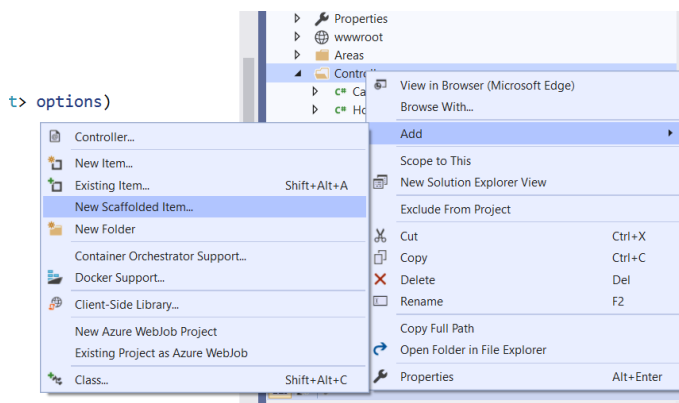 Properties
wwwroot
Areas
t> options)
C# Ca
C# Ho
View in Browser (Microsoft Edge)
Browse With...
Add
Scope to This
New Solution Explorer View
Exclude From Project
Cut Ctrl+X
Copy Ctrl+C
Delete Del
Rename F2
Copy Full Path
Open Folder in File Explorer
Properties Alt+Enter
Controller...
New Item...
Existing Item... Shift+Alt+A
New Scaffolded Item...
New Folder
Container Orchestrator Support...
Docker Support...
Client-Side Library...
New Azure WebJob Project
Existing Project as Azure WebJob
Class... Shift+Alt+C